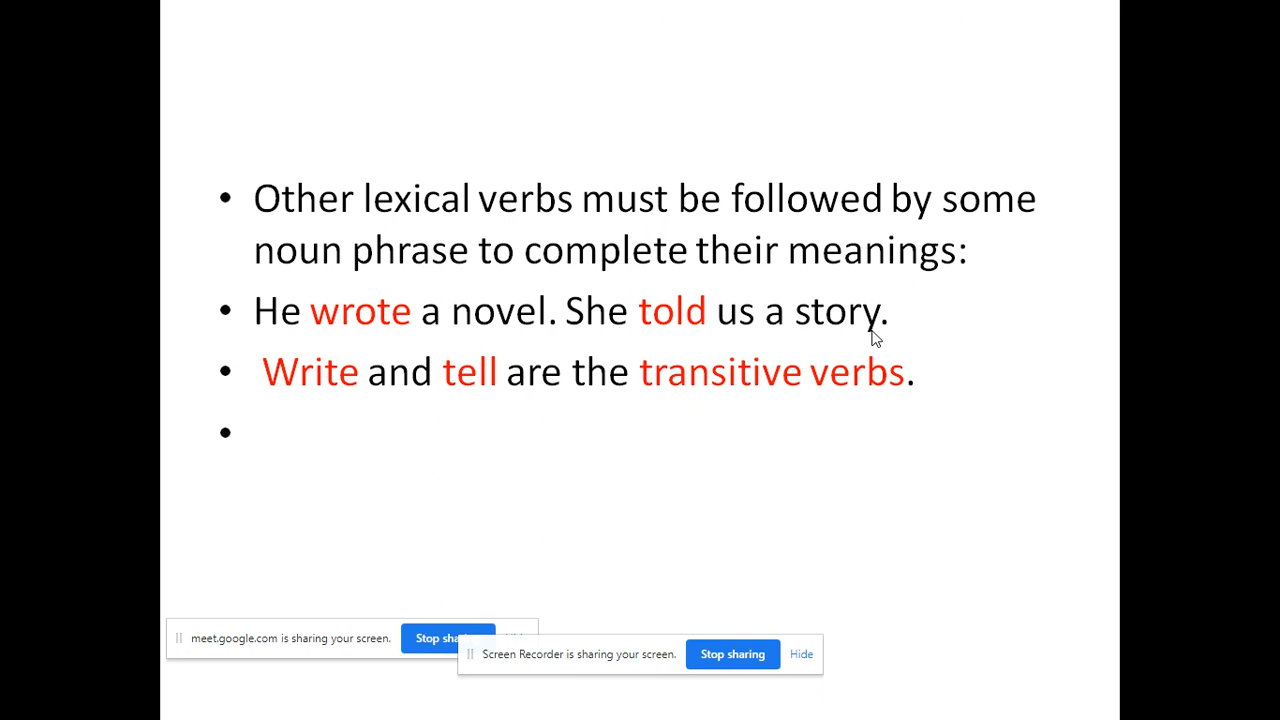 • Other lexical verbs must be followed by some
noun phrase to complete their meanings:
• He wrote a novel. She told us a story.
• Write and tell are the transitive verbs.
•
meet.google.com is sharing your screen. Stop
Screen Recorder is sharing your screen. Stop sharing Hide